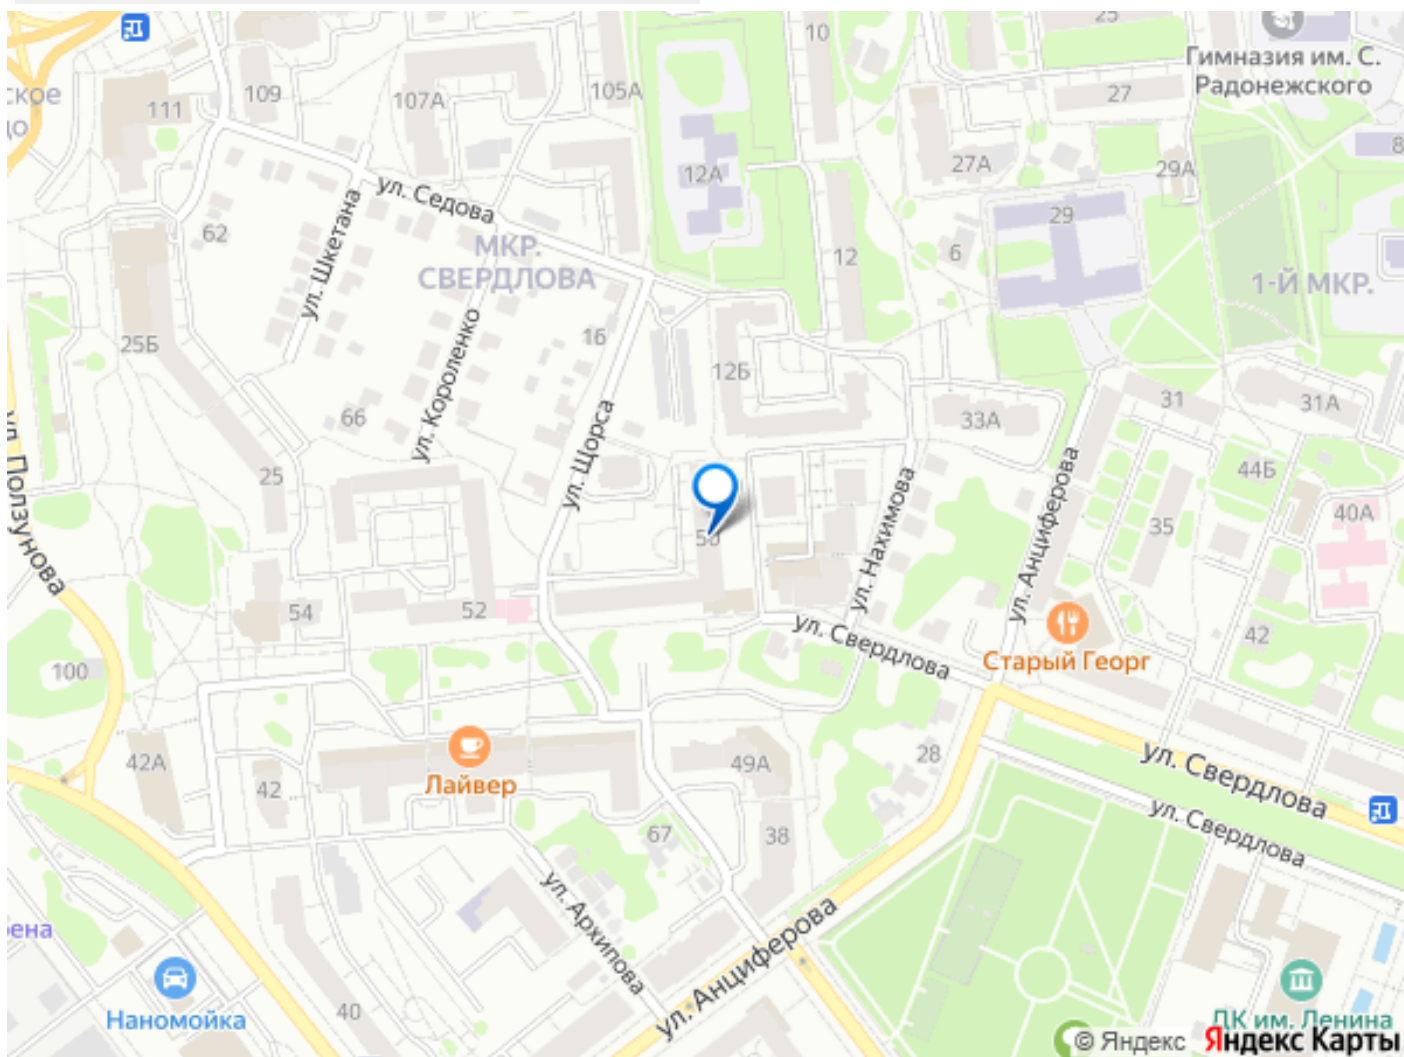 10
25
Гимназия им. С.
Радонежского
109
107А
105А
111
27
ское
до
27А
29А
8
12А
ул. Седова
29
62
ул. Шкетана
МКР.
СВЕРДЛОВА
12
6
1-Й МКР.
25Б
16
12Б
ул. Короленко
66
31
31А
33А
ул. Щорса
ул. Ползунова
25
44Б
ул. Анциферова
35
40А
ул. Нахимова
54
52
ул. Свердлова
42
Старый Георг
100
42А
42
Лайвер
49А
28
ул. Свердлова
67
38
ул. Свердлова
ул. Архипова
рена
ул. Анциферова
Наномойка
40
ДК им. Ленина
© Яндекс Яндекс Карты